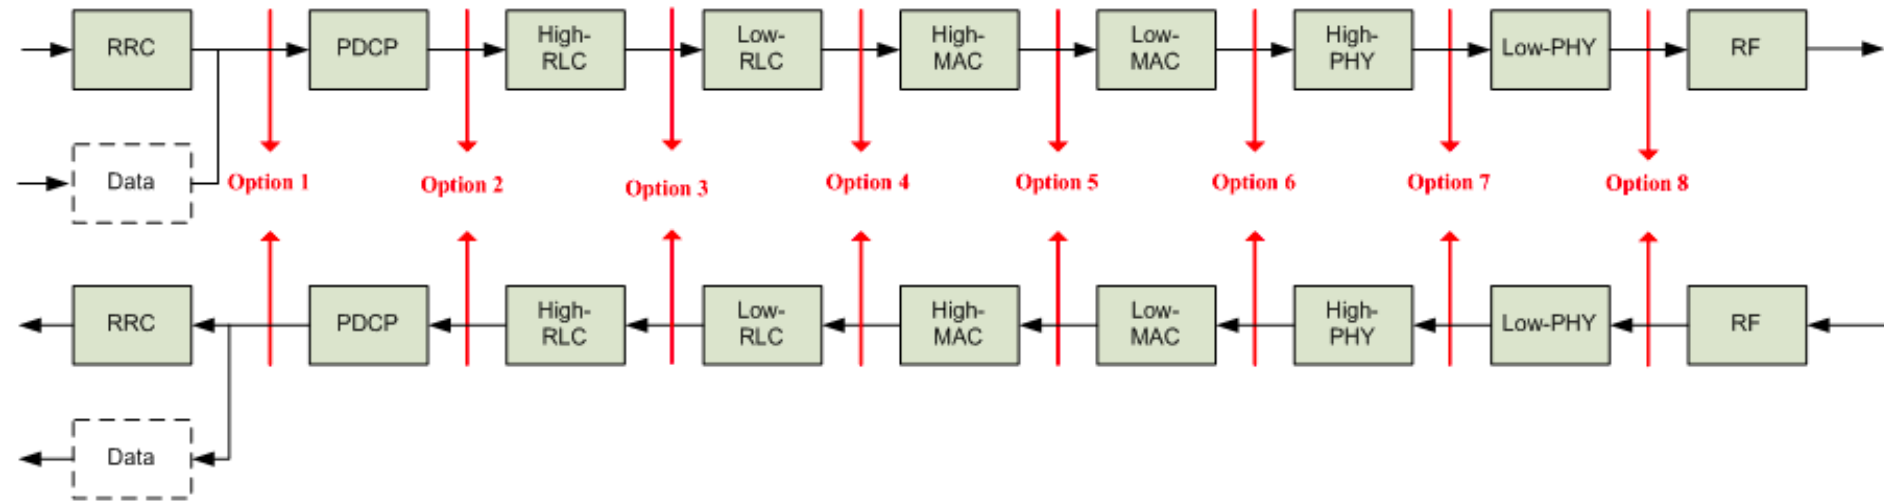 RRC
PDCP
High-
RLC
Low-
RLC
High-
MAC
Low-
MAC
High-
PHY
Low-PHY
RF
Data
Option 1
Option 2
Option 3
Option 4
Option 5
Option 6
Option 7
Option 8
RRC
PDCP
High-
RLC
Low-
RLC
High-
MAC
Low-
MAC
High-
PHY
Low-PHY
RF
Data